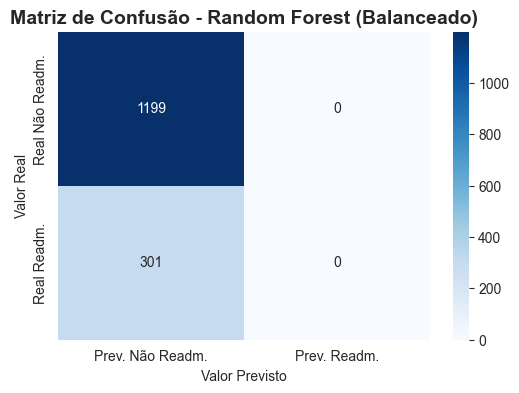 Matriz de Confusão - Random Forest (Balanceado)
Valor Real
Real Não Readm.
Real Readm.
1199
0
301
0
Prev. Não Readm.
Prev. Readm.
Valor Previsto
1000
800
600
400
200
0